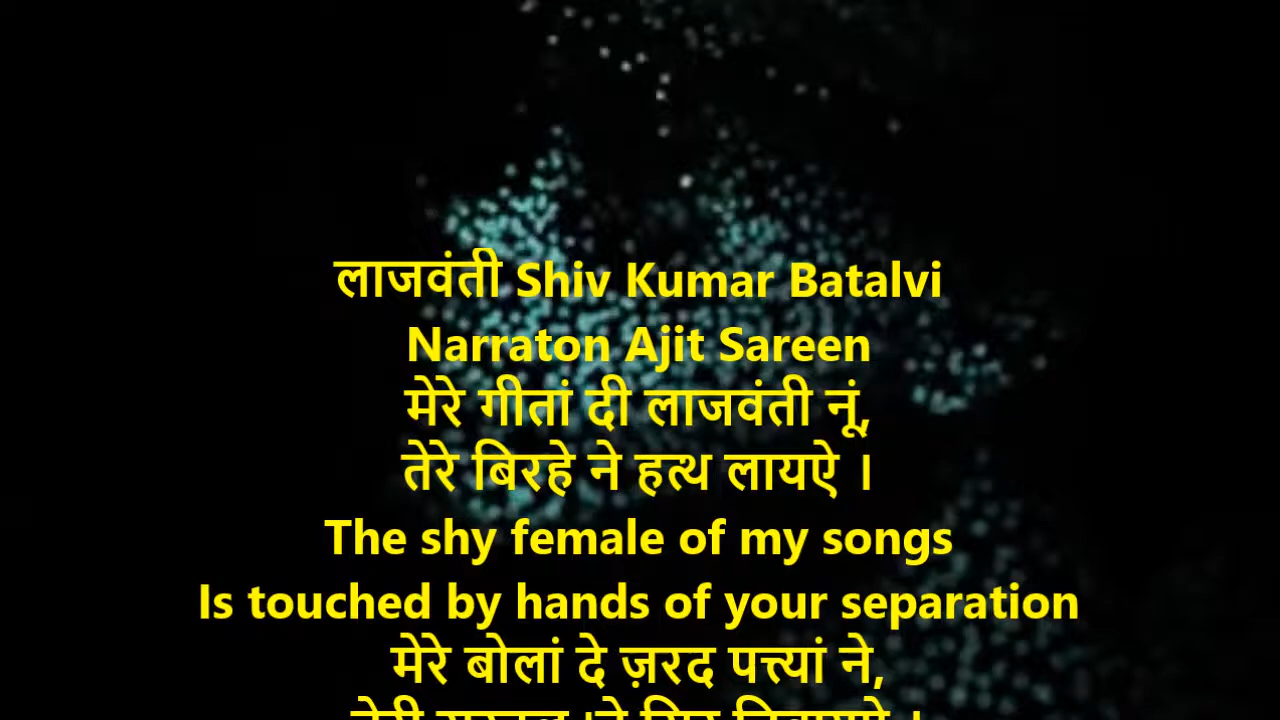 लाजवंती Shiv Kumar Batalvi
Narraton Ajit Sareen
मेरे गीतां दी लाजवंती नूं,
तेरे बिरहे ने हत्थ लायऐ ।
The shy female of my songs
Is touched by hands of your separation
मेरे बोलां दे ज़रद पत्त्यां ने,